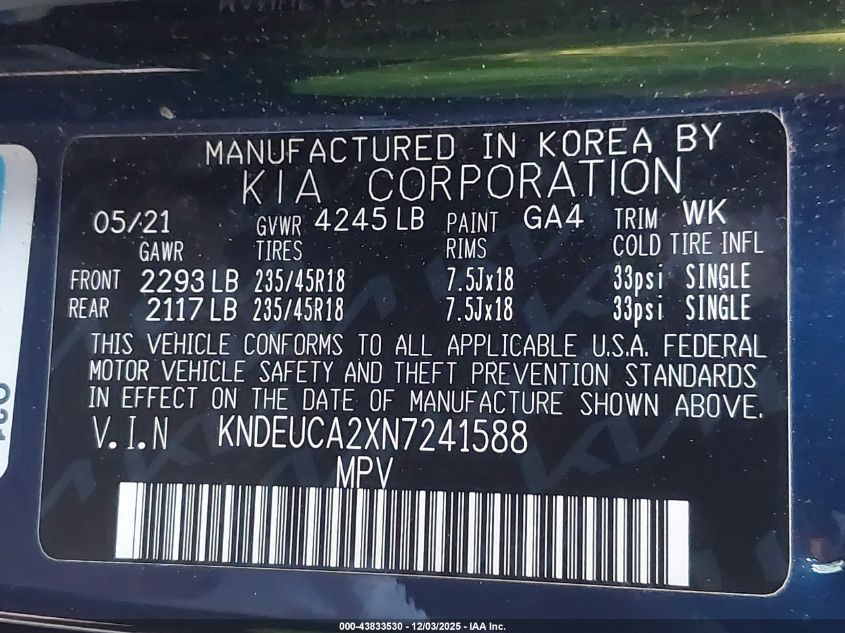 MANUFACTURED IN KOREA BY
KIA CORPORATION
05/21 GVWR 4245 LB PAINT GA4 TRIM WK
GAWR TIRES RIMS COLD TIRE INFL
FRONT 2293 LB 235/45R18 7.5Jx18 33psi SINGLE
REAR 2117 LB 235/45R18 7.5Jx18 33psi SINGLE
THIS VEHICLE CONFORMS TO ALL APPLICABLE U.S.A. FEDERAL
MOTOR VEHICLE SAFETY AND THEFT PREVENTION STANDARDS
IN EFFECT ON THE DATE OF MANUFACTURE SHOWN ABOVE.
V.I.N KNDEUCA2XN7241588
MPV
000-43833530 - 12/03/2025 - IAA Inc.